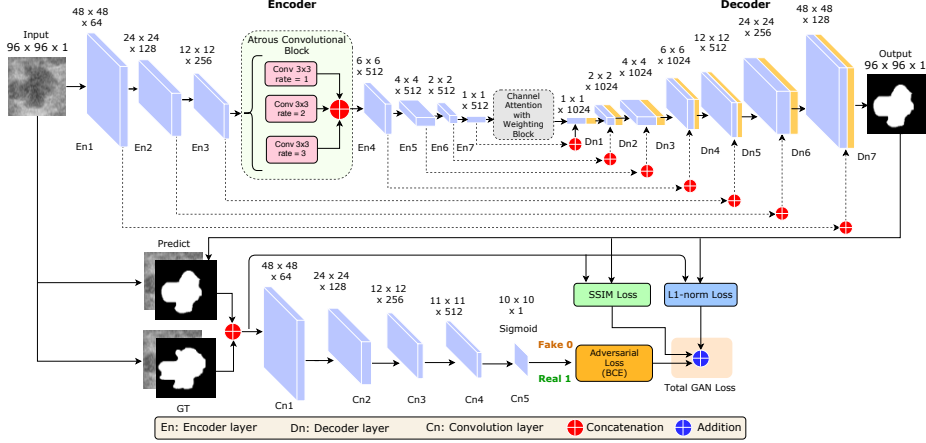 Encoder
Decoder
Input
96 x 96 x 1
48 x 48
x 64
24 x 24
x 128
12 x 12
x 256
Atrous Convolutional
Block
Conv 3x3
rate = 1
Conv 3x3
rate = 2
Conv 3x3
rate = 3
6 x 6
x 512
4 x 4
x 512
2 x 2
x 512
1 x 1
x 512
Channel
Attention
with
Weighting
Block
1 x 1
x 1024
2 x 2
x 1024
4 x 4
x 1024
6 x 6
x 1024
12 x 12
x 512
24 x 24
x 256
48 x 48
x 128
Output
96 x 96 x 1
En1
En2
En3
En4
En5
En6
En7
Dn1
Dn2
Dn3
Dn4
Dn5
Dn6
Dn7
Predict
GT
48 x 48
x 64
24 x 24
x 128
12 x 12
x 256
11 x 11
x 512
10 x 10
x 1
Sigmoid
Cn1
Cn2
Cn3
Cn4
Cn5
Fake 0
Real 1
SSIM Loss
L1-norm Loss
Adversarial
Loss
(BCE)
Total GAN Loss
En: Encoder layer
Dn: Decoder layer
Cn: Convolution layer
Concatenation
Addition